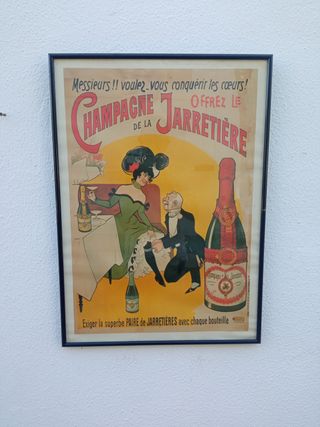 Messieurs!! voulez-vous conquérir les cœurs!
OFFREZ LE
CHAMPAGNE
DE LA
JARRETIÈRE
Exiger la superbe PAIRE de JARRETIÈRES avec chaque bouteille